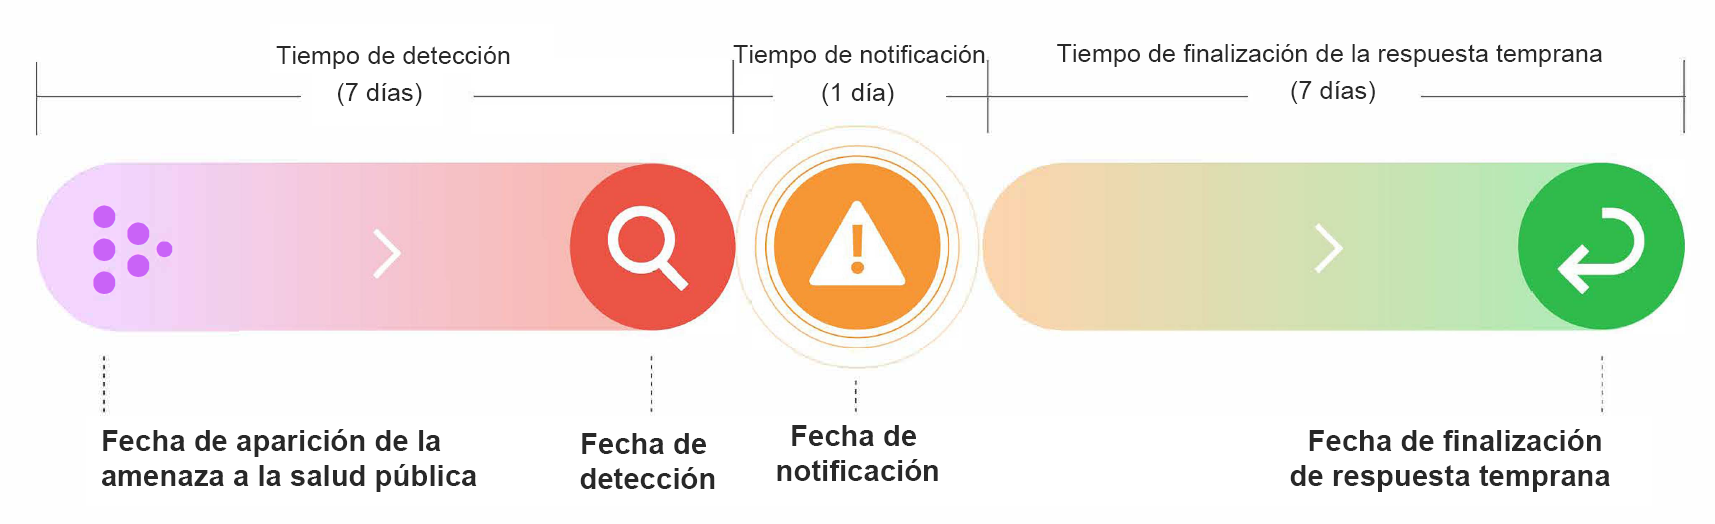 Tiempo de detección
(7 días)
Tiempo de notificación
(1 día)
Tiempo de finalización de la respuesta temprana
(7 días)
Fecha de aparición de la
amenaza a la salud pública
Fecha de
detección
Fecha de
notificación
Fecha de finalización
de respuesta temprana